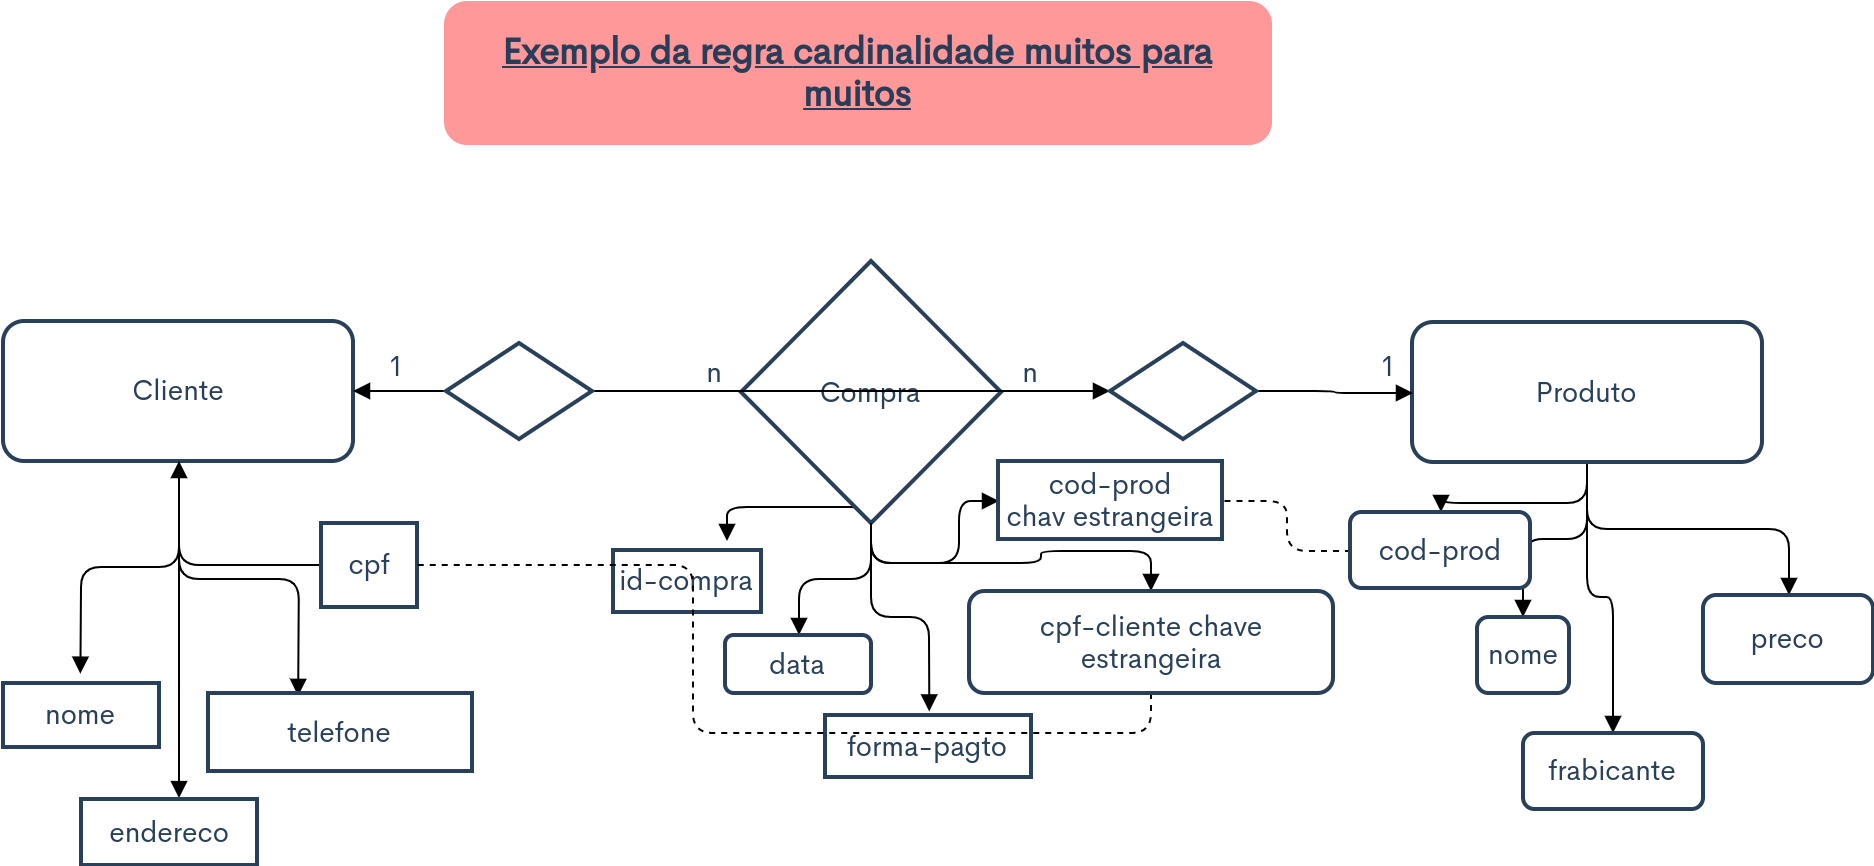 Exemplo da regra cardinalidade muitos para
muitos
1
n
n
1
Cliente
Compra
Produto
cod-prod
chav estrangeira
cpf
id-compra
cod-prod
cpf-cliente chave
estrangeira
data
nome
preco
nome
telefone
forma-pagto
frabicante
endereco